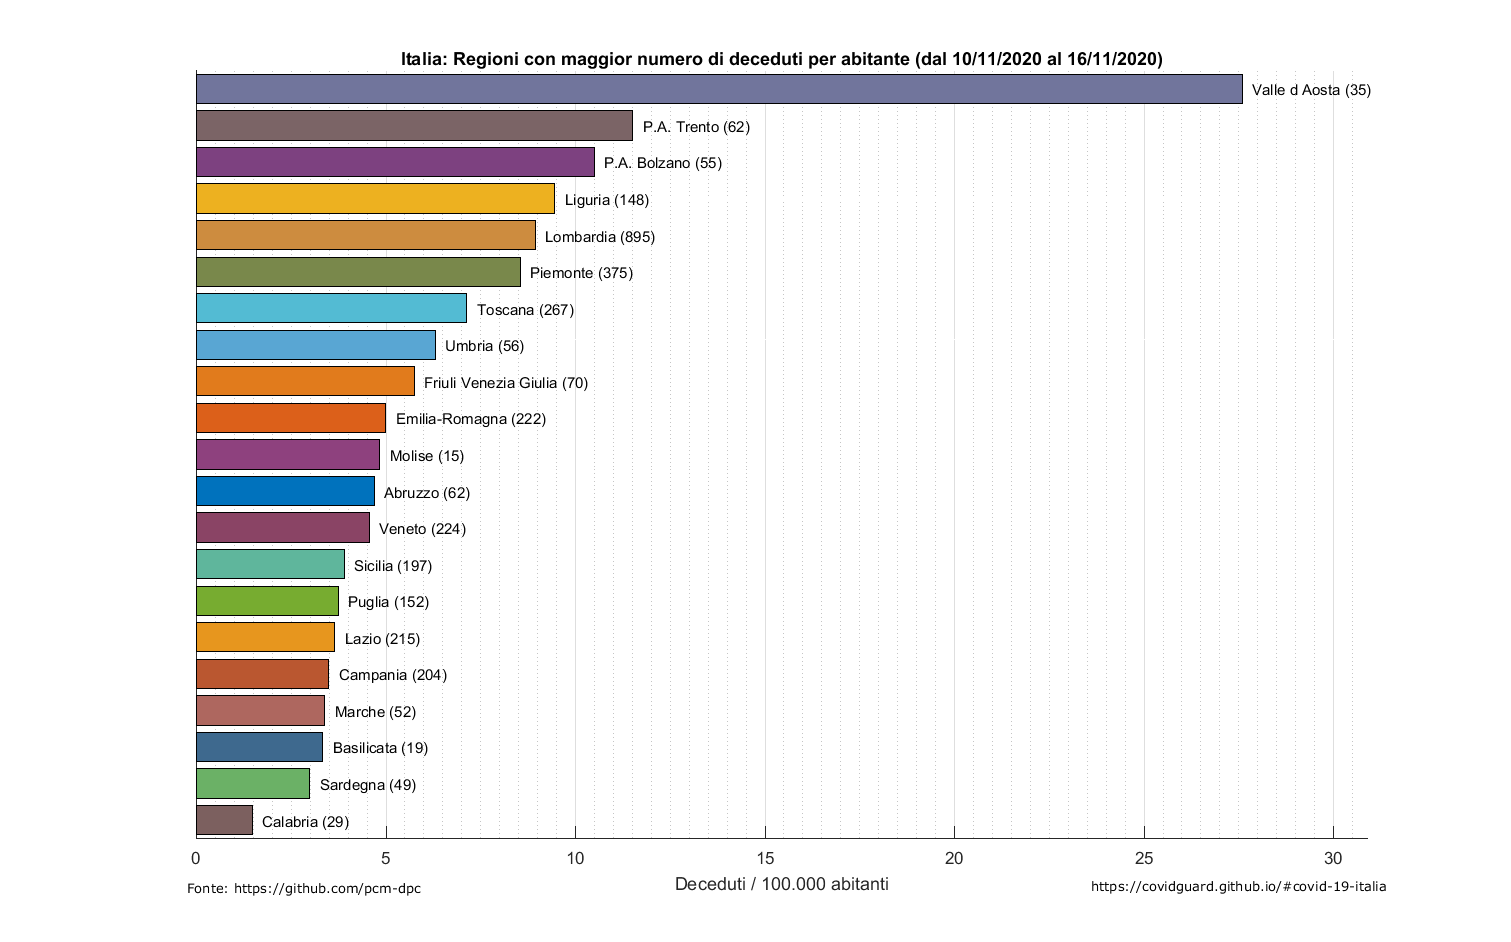 Italia: Regioni con maggior numero di deceduti per abitante (dal 10/11/2020 al 16/11/2020)
Valle d Aosta (35)
P.A. Trento (62)
P.A. Bolzano (55)
Liguria (148)
Lombardia (895)
Piemonte (375)
Toscana (267)
Umbria (56)
Friuli Venezia Giulia (70)
Emilia-Romagna (222)
Molise (15)
Abruzzo (62)
Veneto (224)
Sicilia (197)
Puglia (152)
Lazio (215)
Campania (204)
Marche (52)
Basilicata (19)
Sardegna (49)
Calabria (29)
0 5 10 15 20 25 30
Deceduti / 100.000 abitanti
Fonte: https://github.com/pcm-dpc
https://covidguard.github.io/#covid-19-italia